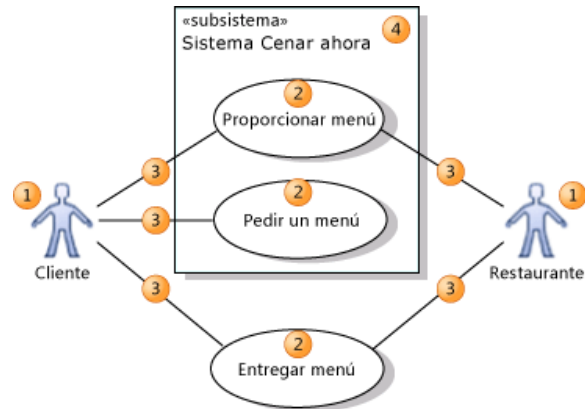 «subsistema»
Sistema Cenar ahora
4
2
Proporcionar menú
3
3
1
1
2
3
Pedir un menú
Cliente
Restaurante
3
3
2
Entregar menú